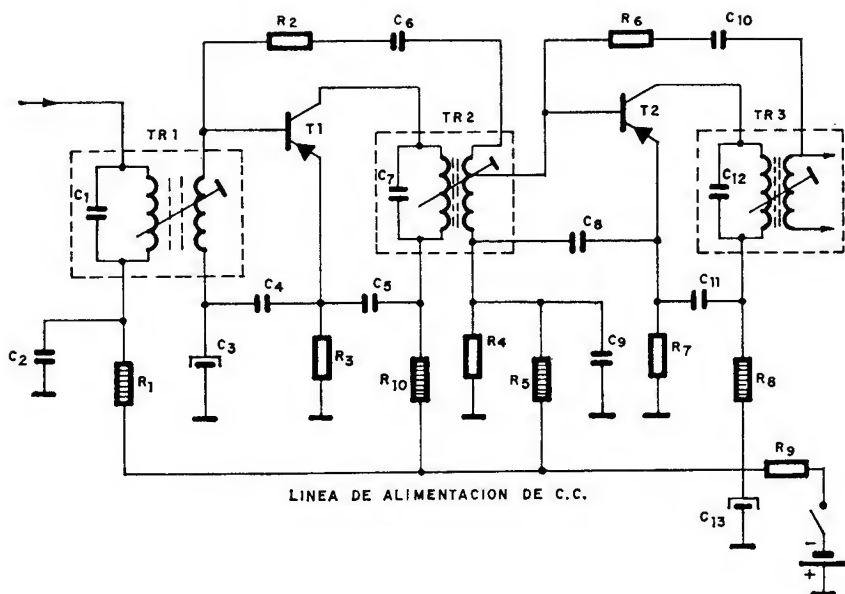 R2
C6
R6
C10
TR1
T1
TR2
T2
TR3
C1
C7
C12
C8
C4
C5
C11
C2
R1
C3
R3
R10
R4
R5
C9
R7
R8
R9
LINEA DE ALIMENTACION DE C.C.
C13
-
+